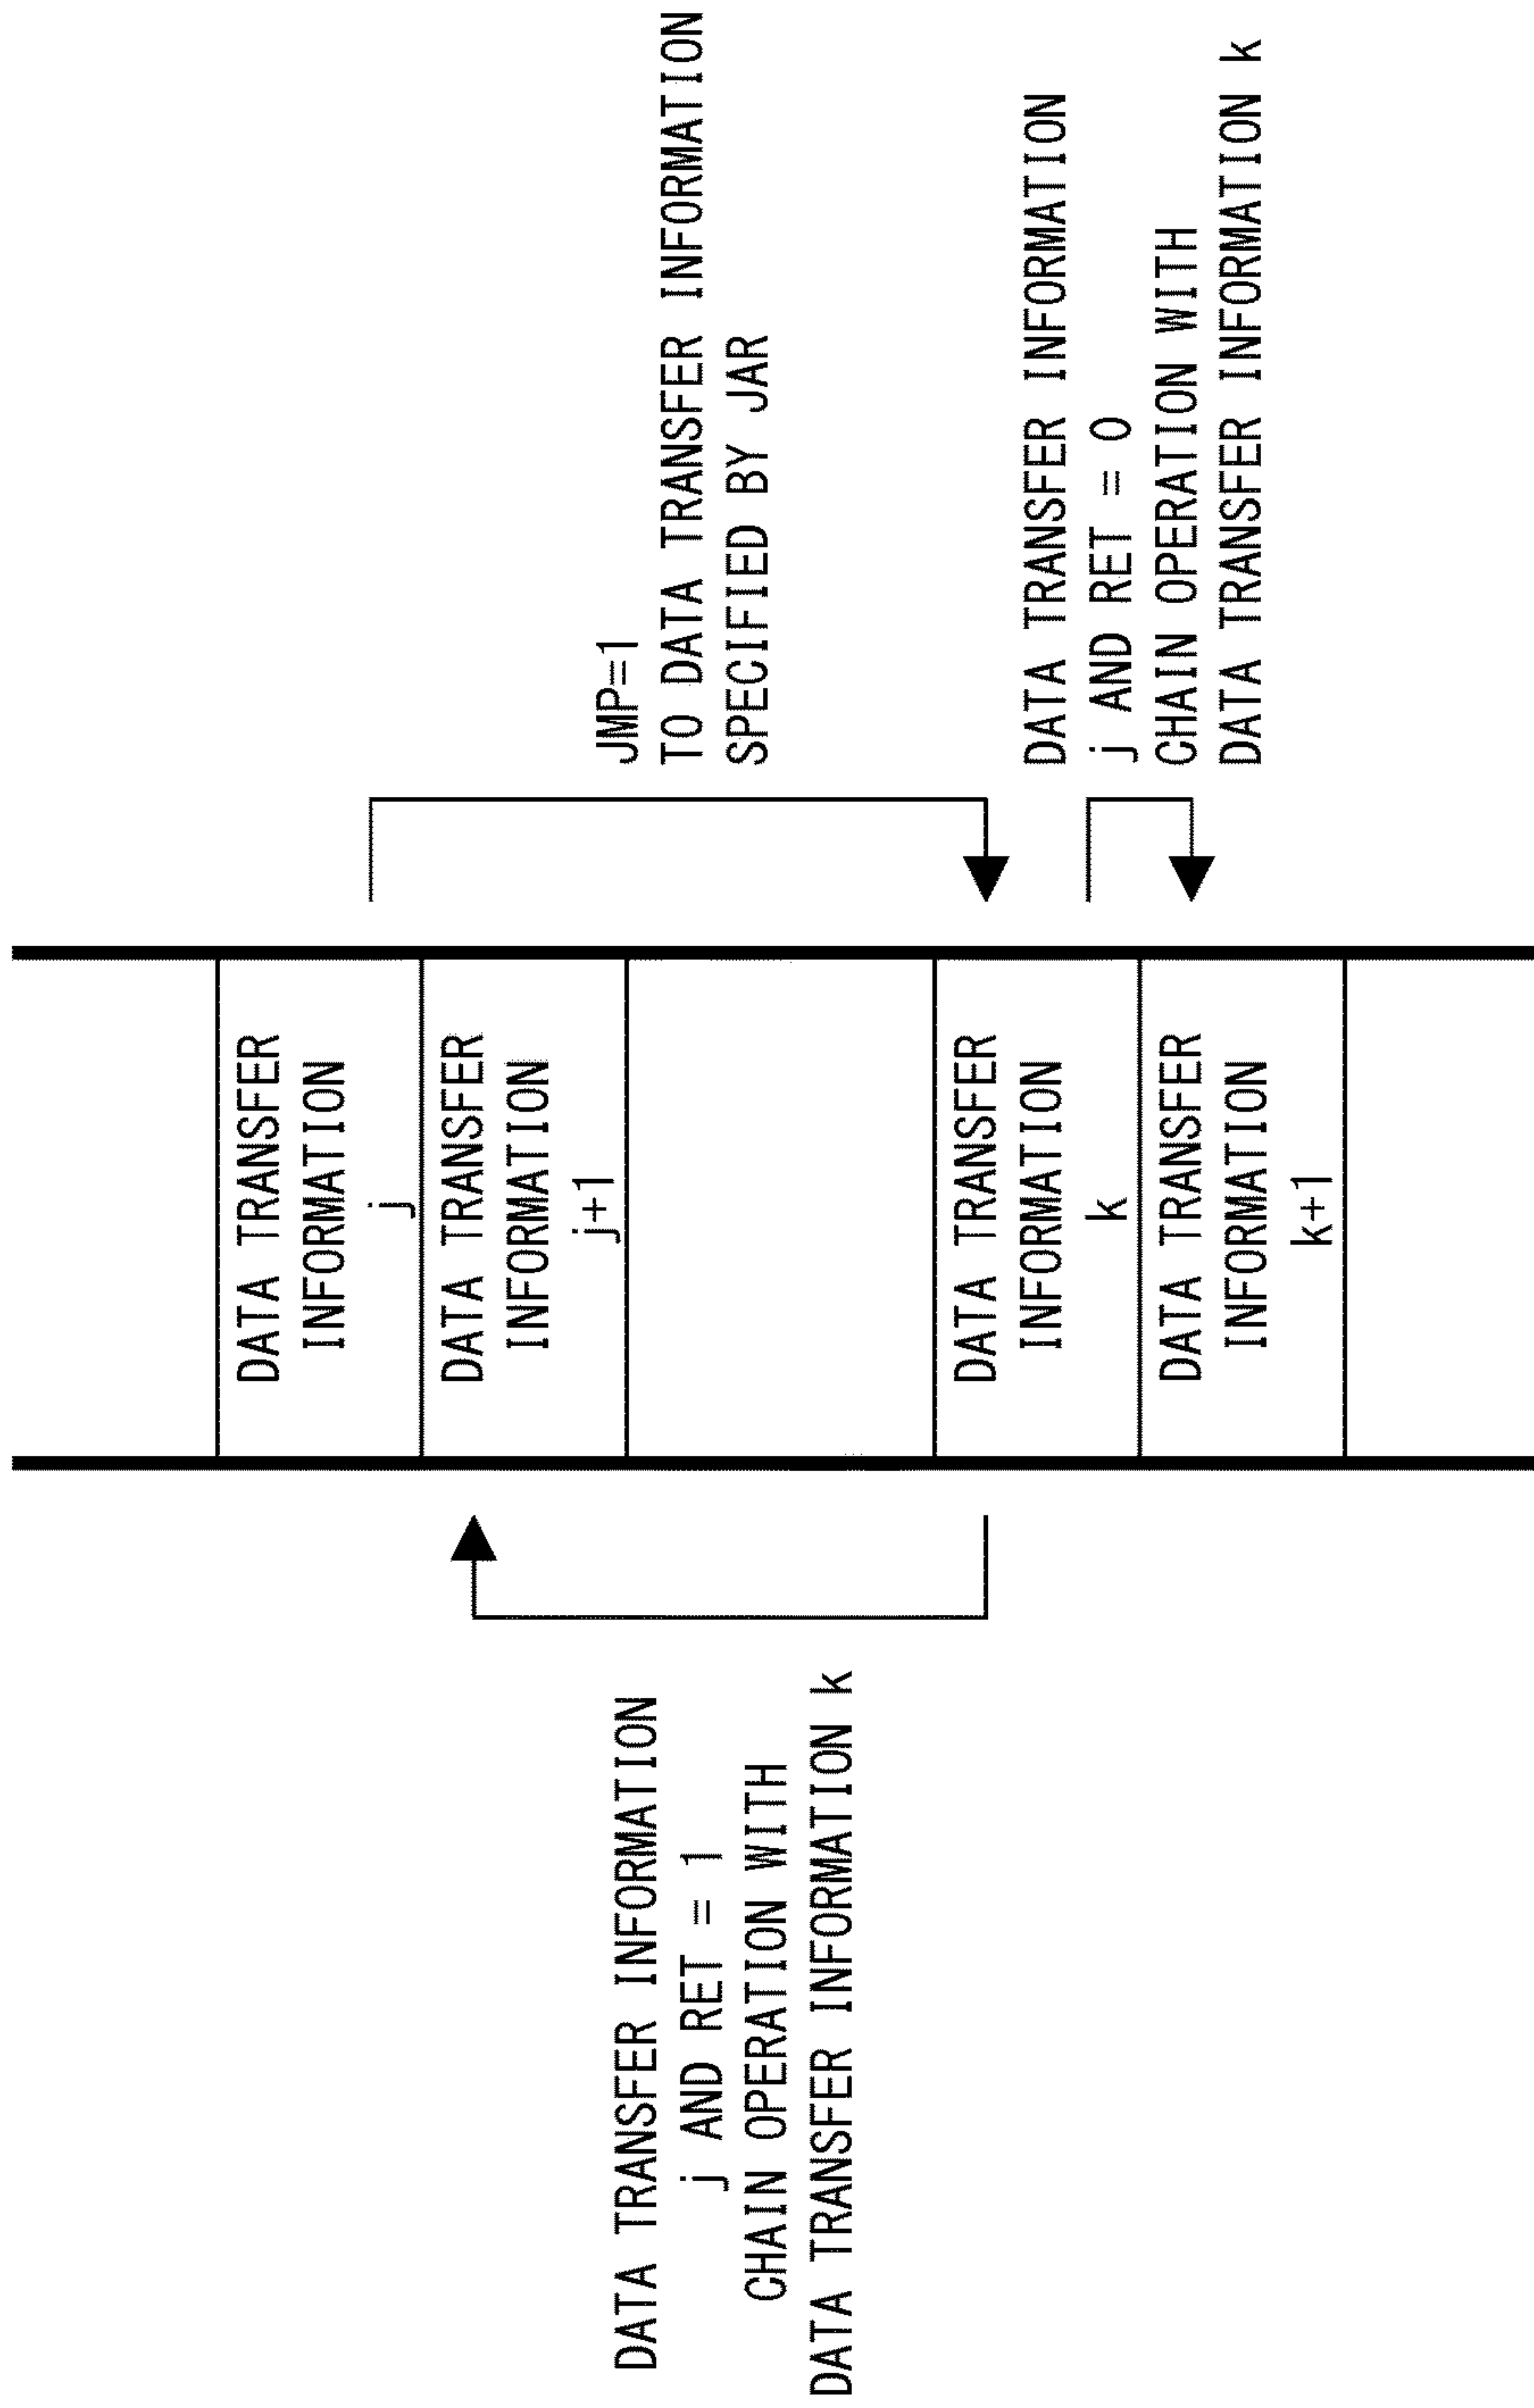 DATA TRANSFER INFORMATION
j AND RET = 1
CHAIN OPERATION WITH
DATA TRANSFER INFORMATION k
DATA TRANSFER
INFORMATION
j
DATA TRANSFER
INFORMATION
j+1
DATA TRANSFER
INFORMATION
k
DATA TRANSFER
INFORMATION
k+1
JMP=1
TO DATA TRANSFER INFORMATION
SPECIFIED BY JAR
DATA TRANSFER INFORMATION
j AND RET = 0
CHAIN OPERATION WITH
DATA TRANSFER INFORMATION k